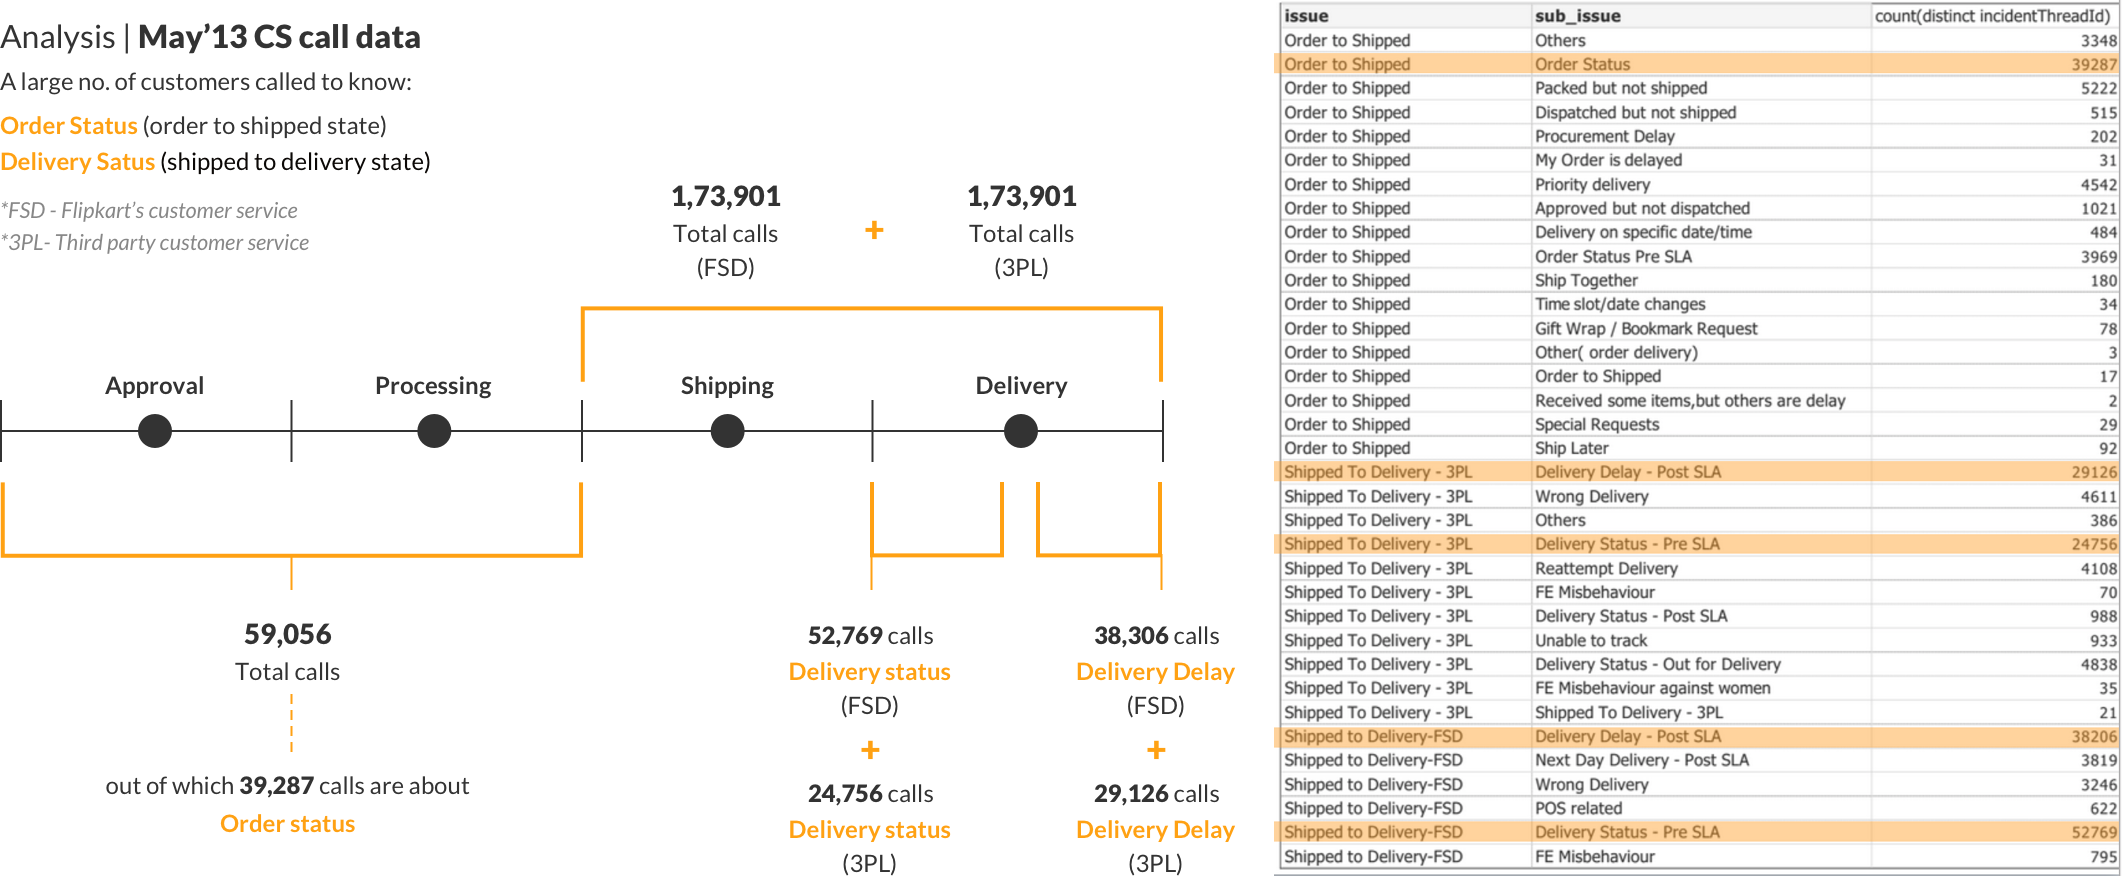 Analysis | May’13 CS call data
A large no. of customers called to know:
Order Status (order to shipped state)
Delivery Satus (shipped to delivery state)
*FSD - Flipkart’s customer service
*3PL- Third party customer service
1,73,901
Total calls
(FSD)
+
1,73,901
Total calls
(3PL)
Approval
Processing
Shipping
Delivery
59,056
Total calls
out of which 39,287 calls are about
Order status
52,769 calls
Delivery status
(FSD)
+
24,756 calls
Delivery status
(3PL)
38,306 calls
Delivery Delay
(FSD)
+
29,126 calls
Delivery Delay
(3PL)
issue sub_issue count(distinct incidentThreadId)
Order to Shipped Others 3348
Order to Shipped Order Status 39287
Order to Shipped Packed but not shipped 5222
Order to Shipped Dispatched but not shipped 515
Order to Shipped Procurement Delay 202
Order to Shipped My Order is delayed 31
Order to Shipped Priority delivery 4542
Order to Shipped Approved but not dispatched 1021
Order to Shipped Delivery on specific date/time 484
Order to Shipped Order Status Pre SLA 3969
Order to Shipped Ship Together 180
Order to Shipped Time slot/date changes 34
Order to Shipped Gift Wrap / Bookmark Request 78
Order to Shipped Other( order delivery) 3
Order to Shipped Order to Shipped 17
Order to Shipped Received some items,but others are delay 2
Order to Shipped Special Requests 29
Order to Shipped Ship Later 92
Shipped To Delivery - 3PL Delivery Delay - Post SLA 29126
Shipped To Delivery - 3PL Wrong Delivery 4611
Shipped To Delivery - 3PL Others 386
Shipped To Delivery - 3PL Delivery Status - Pre SLA 24756
Shipped To Delivery - 3PL Reattempt Delivery 4108
Shipped To Delivery - 3PL FE Misbehaviour 70
Shipped To Delivery - 3PL Delivery Status - Post SLA 988
Shipped To Delivery - 3PL Unable to track 933
Shipped To Delivery - 3PL Delivery Status - Out for Delivery 4838
Shipped To Delivery - 3PL FE Misbehaviour against women 35
Shipped To Delivery - 3PL Shipped To Delivery - 3PL 21
Shipped to Delivery-FSD Delivery Delay - Post SLA 38206
Shipped to Delivery-FSD Next Day Delivery - Post SLA 3819
Shipped to Delivery-FSD Wrong Delivery 3246
Shipped to Delivery-FSD POS related 622
Shipped to Delivery-FSD Delivery Status - Pre SLA 52769
Shipped to Delivery-FSD FE Misbehaviour 795